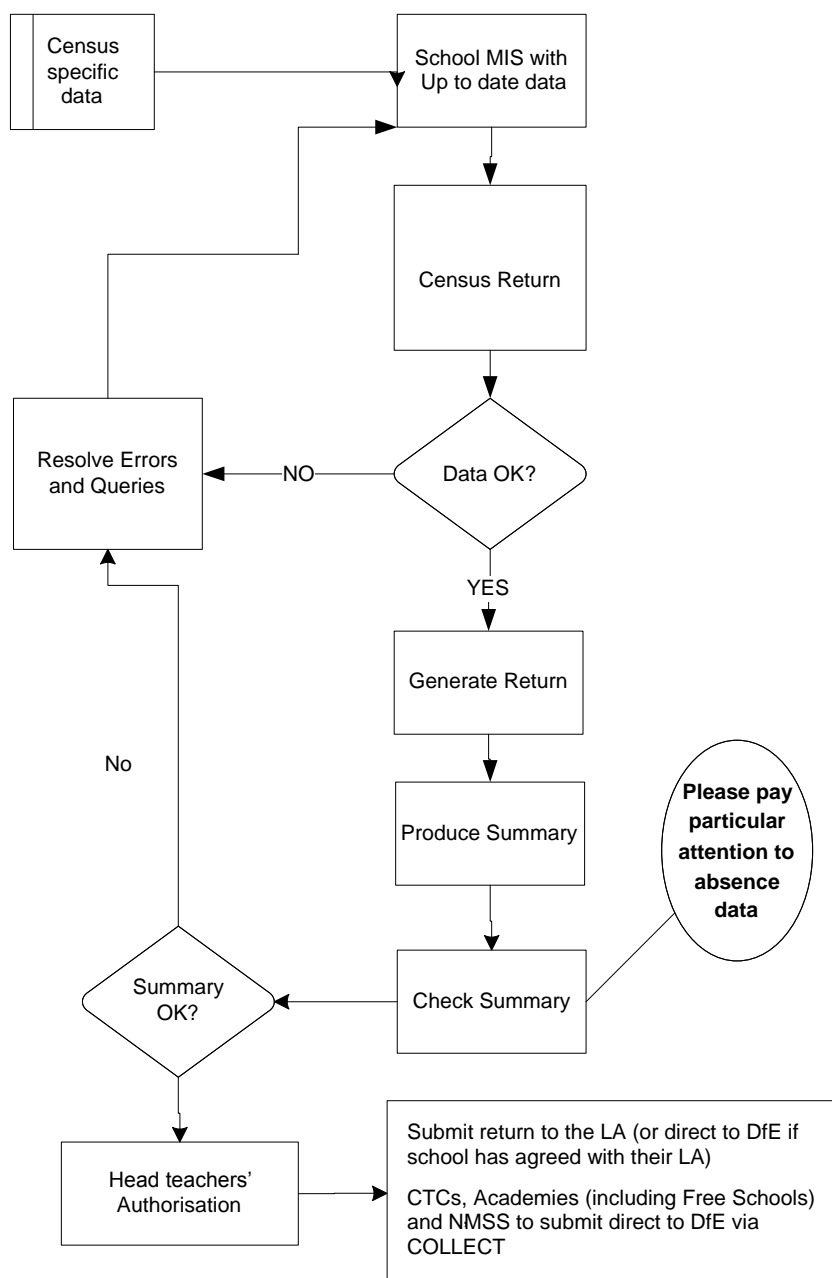 Census
specific
data
School MIS with
Up to date data
Census Return
Resolve Errors
and Queries
NO
Data OK?
YES
Generate Return
No
Produce Summary
Please pay
particular
attention to
absence
data
Summary
OK?
Check Summary
Head teachers'
Authorisation
Submit return to the LA (or direct to DfE if
school has agreed with their LA)
CTCs, Academies (including Free Schools)
and NMSS to submit direct to DfE via
COLLECT